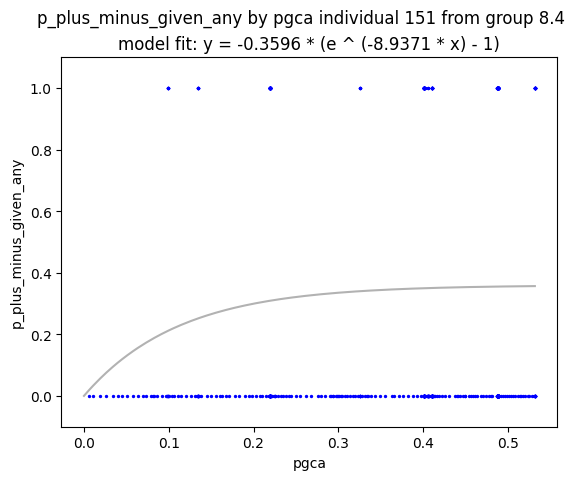 p_plus_minus_given_any by pgca individual 151 from group 8.4
model fit: y = -0.3596 * (e ^ (-8.9371 * x) - 1)
1.0
0.8
0.6
0.4
0.2
0.0
p_plus_minus_given_any
0.0 0.1 0.2 0.3 0.4 0.5
pgca